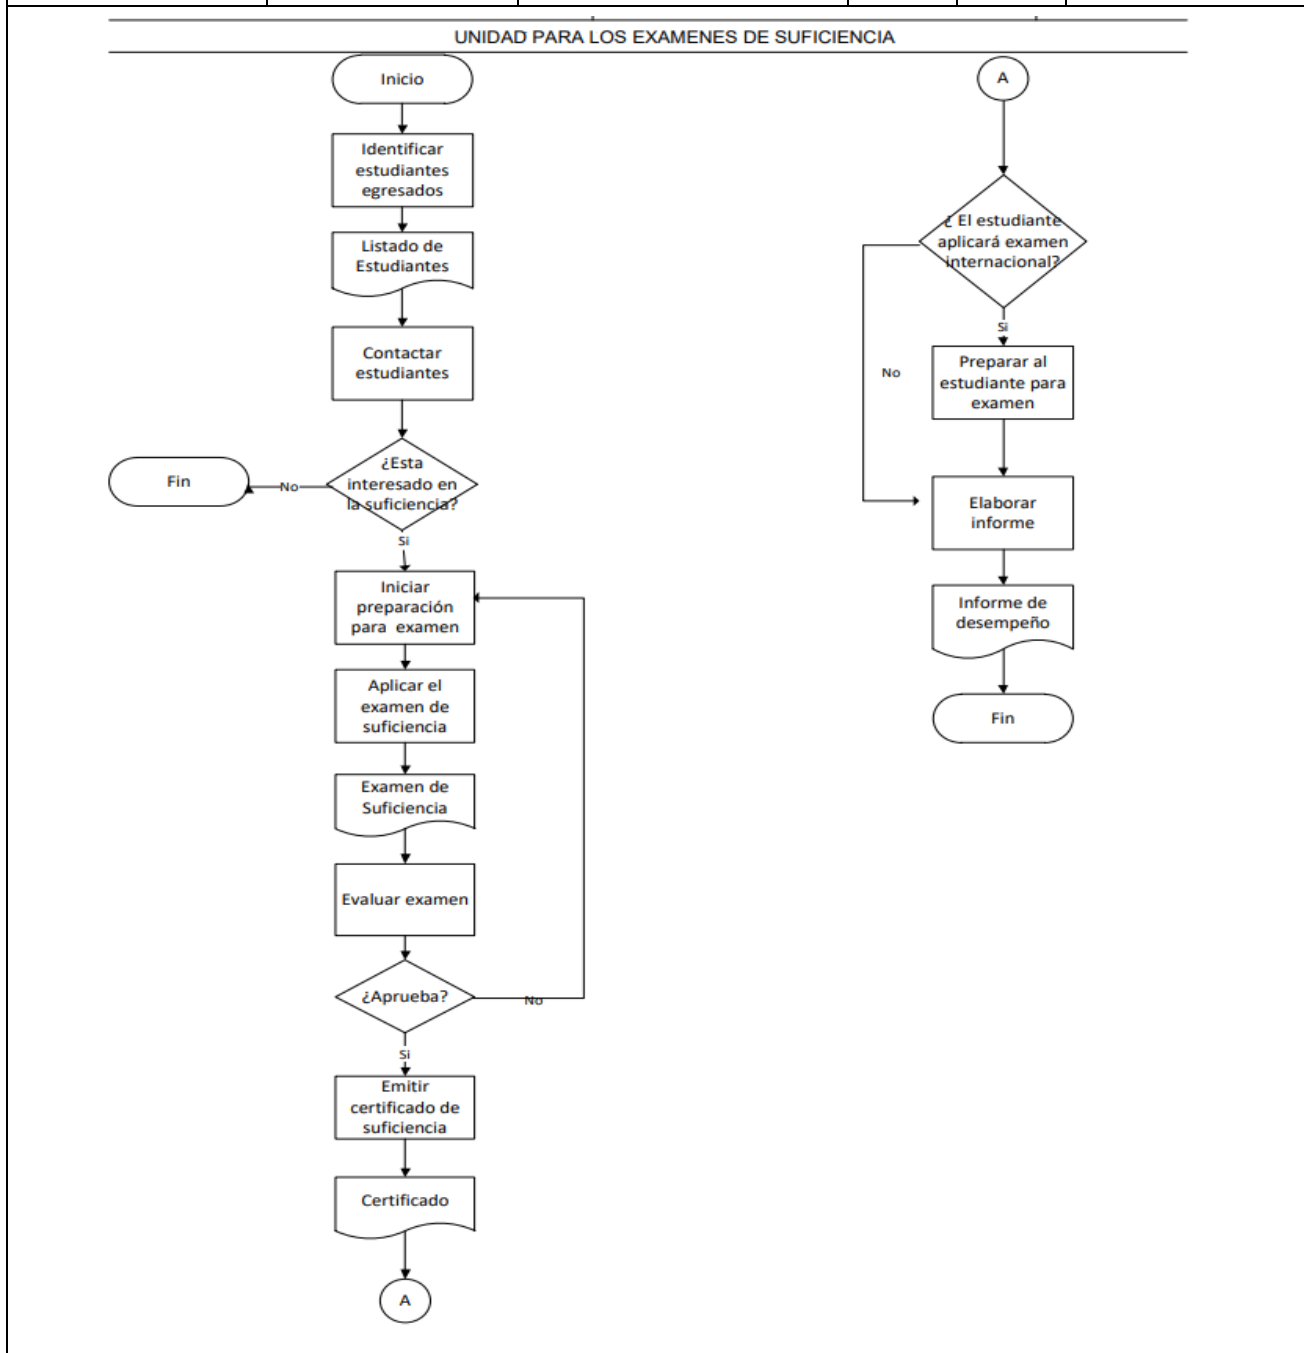 UNIDAD PARA LOS EXAMENES DE SUFICIENCIA
Inicio
Identificar
estudiantes
egresados
Listado de
Estudiantes
Contactar
estudiantes
¿Esta
interesado en
la suficiencia?
No
Fin
Si
Iniciar
preparación
para examen
Aplicar el
examen de
suficiencia
Examen de
Suficiencia
Evaluar examen
¿Aprueba?
No
Si
Emitir
certificado de
suficiencia
Certificado
A
A
¿ El estudiante
aplicará examen
internacional?
Si
No
Preparar al
estudiante para
examen
Elaborar
informe
Informe de
desempeño
Fin